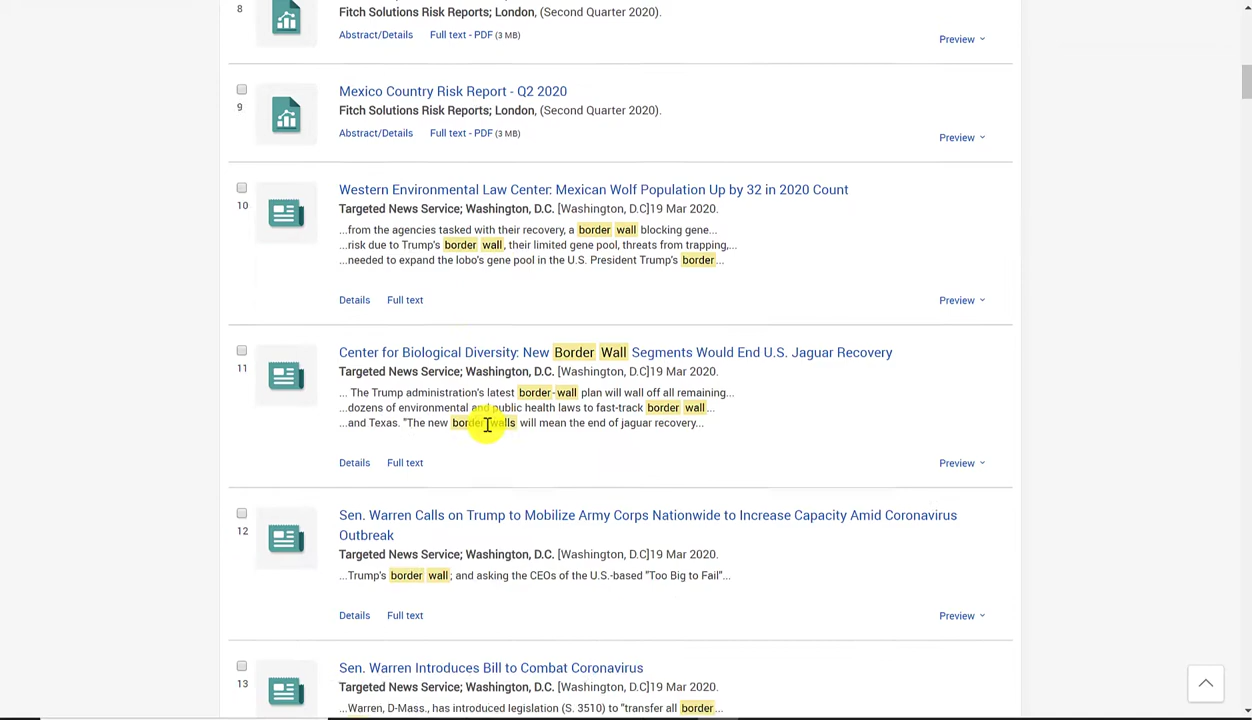 8
Fitch Solutions Risk Reports; London, (Second Quarter 2020).
Abstract/Details Full text - PDF (3 MB)
Preview
9
Mexico Country Risk Report - Q2 2020
Fitch Solutions Risk Reports; London, (Second Quarter 2020).
Abstract/Details Full text - PDF (3 MB)
Preview
10
Western Environmental Law Center: Mexican Wolf Population Up by 32 in 2020 Count
Targeted News Service; Washington, D.C. [Washington, D.C]19 Mar 2020.
...from the agencies tasked with their recovery, a border wall blocking gene...
...risk due to Trump's border wall, their limited gene pool, threats from trapping,...
...needed to expand the lobo's gene pool in the U.S. President Trump's border...
Details Full text
Preview
11
Center for Biological Diversity: New Border Wall Segments Would End U.S. Jaguar Recovery
Targeted News Service; Washington, D.C. [Washington, D.C]19 Mar 2020.
... The Trump administration's latest border-wall plan will wall off all remaining...
...dozens of environmental and public health laws to fast-track border wall...
...and Texas. "The new border walls will mean the end of jaguar recovery...
Details Full text
Preview
12
Sen. Warren Calls on Trump to Mobilize Army Corps Nationwide to Increase Capacity Amid Coronavirus
Outbreak
Targeted News Service; Washington, D.C. [Washington, D.C]19 Mar 2020.
...Trump's border wall; and asking the CEOs of the U.S.-based "Too Big to Fail"...
Details Full text
Preview
13
Sen. Warren Introduces Bill to Combat Coronavirus
Targeted News Service; Washington, D.C. [Washington, D.C]19 Mar 2020.
...Warren, D-Mass., has introduced legislation (S. 3510) to "transfer all border...